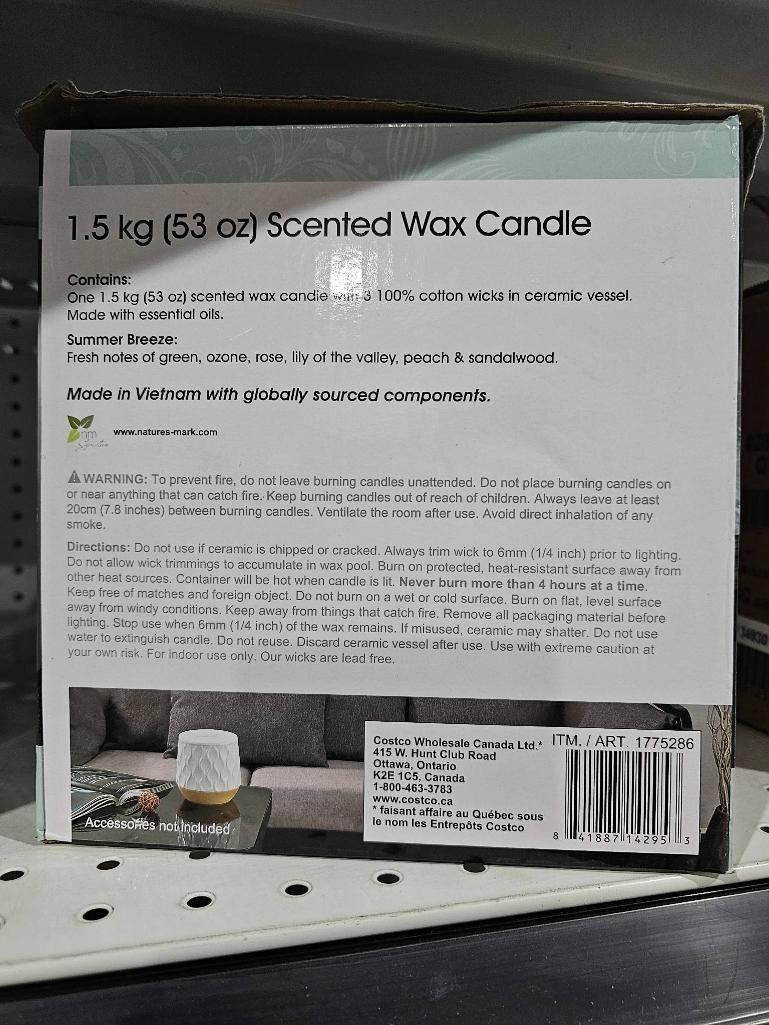 1.5 kg (53 oz) Scented Wax Candle
Contains:
One 1.5 kg (53 oz) scented wax candle with 3 100% cotton wicks in ceramic vessel.
Made with essential oils.
Summer Breeze:
Fresh notes of green, ozone, rose, lily of the valley, peach & sandalwood.
Made in Vietnam with globally sourced components.
nm
www.natures-mark.com
WARNING: To prevent fire, do not leave burning candles unattended. Do not place burning candles on
or near anything that can catch fire. Keep burning candles out of reach of children. Always leave at least
20cm (7.8 inches) between burning candles. Ventilate the room after use. Avoid direct inhalation of any
smoke.
Directions: Do not use if ceramic is chipped or cracked. Always trim wick to 6mm (1/4 inch) prior to lighting.
Do not allow wick trimmings to accumulate in wax pool. Burn on protected, heat-resistant surface away from
other heat sources. Container will be hot when candle is lit. Never burn more than 4 hours at a time.
Keep free of matches and foreign object. Do not burn on a wet or cold surface. Burn on flat, level surface
away from windy conditions. Keep away from things that catch fire. Remove all packaging material before
lighting. Stop use when 6mm (1/4 inch) of the wax remains. If misused, ceramic may shatter. Do not use
water to extinguish candle. Do not reuse. Discard ceramic vessel after use. Use with extreme caution at
your own risk. For indoor use only. Our wicks are lead free.
Accessories not Included
Costco Wholesale Canada Ltd.*
415 W. Hunt Club Road
Ottawa, Ontario
K2E 1C5, Canada
1-800-463-3783
www.costco.ca
* faisant affaire au Québec sous
le nom les Entrepôts Costco
ITM. / ART. 1775286
8 41887 14295 3